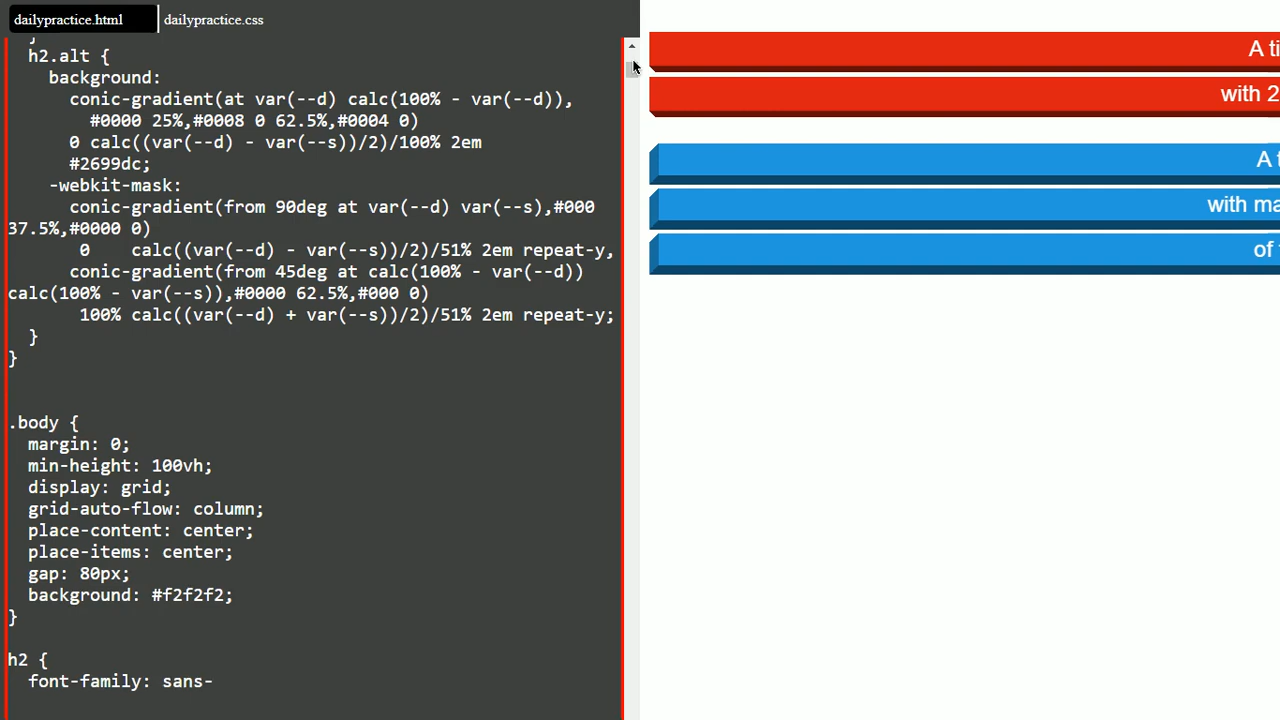 dailypractice.html dailypractice.css
}
h2.alt {
background:
conic-gradient(at var(--d) calc(100% - var(--d)),
#0000 25%,#0008 0 62.5%,#0004 0)
0 calc((var(--d) - var(--s))/2)/100% 2em
#2699dc;
-webkit-mask:
conic-gradient(from 90deg at var(--d) var(--s),#000
37.5%,#0000 0)
0 calc((var(--d) - var(--s))/2)/51% 2em repeat-y,
conic-gradient(from 45deg at calc(100% - var(--d))
calc(100% - var(--s)),#0000 62.5%,#000 0)
100% calc((var(--d) + var(--s))/2)/51% 2em repeat-y;
}
}
.body {
margin: 0;
min-height: 100vh;
display: grid;
grid-auto-flow: column;
place-content: center;
place-items: center;
gap: 80px;
background: #f2f2f2;
}
h2 {
font-family: sans-
A ti
with 2
A t
with ma
of